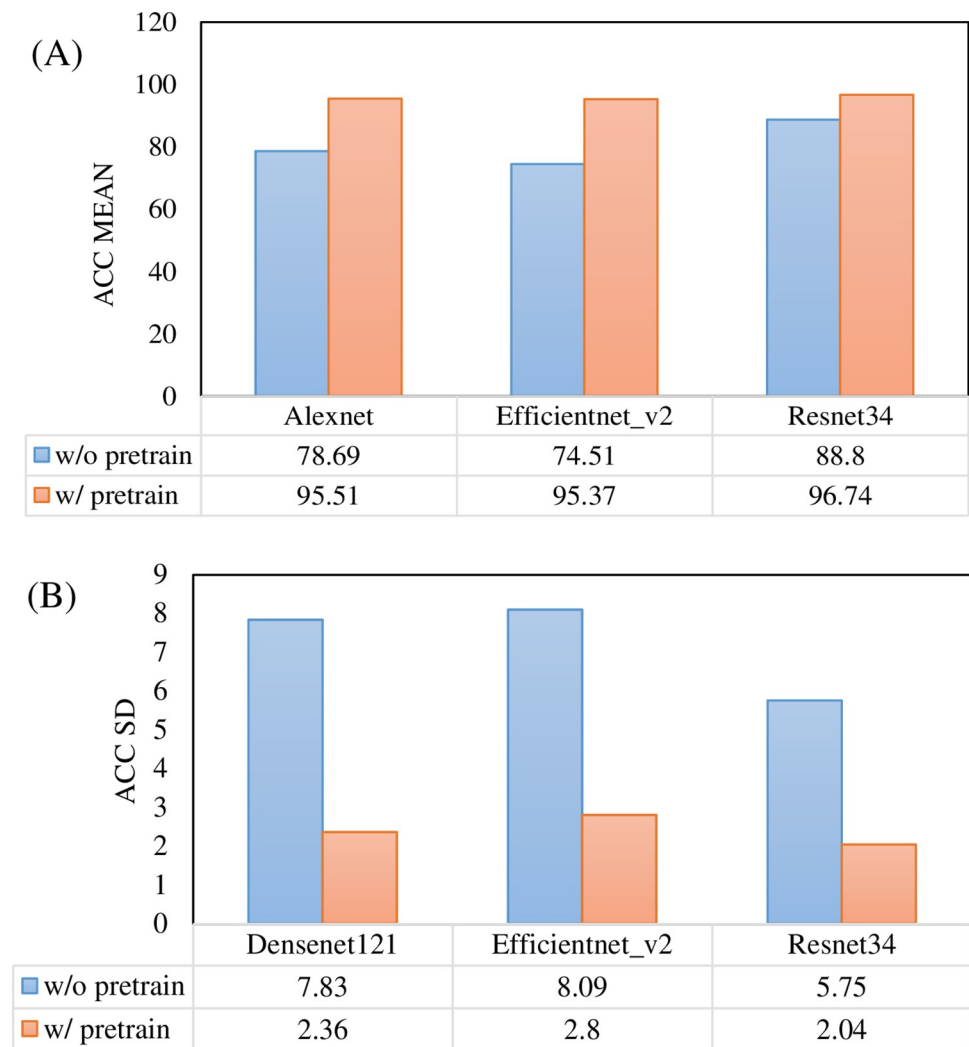 (A)
120
100
80
60
40
20
0
ACC MEAN
Alexnet Efficientnet_v2 Resnet34
w/o pretrain 78.69 74.51 88.8
w/ pretrain 95.51 95.37 96.74
(B)
9
8
7
6
5
4
3
2
1
0
ACC SD
Densenet121 Efficientnet_v2 Resnet34
w/o pretrain 7.83 8.09 5.75
w/ pretrain 2.36 2.8 2.04